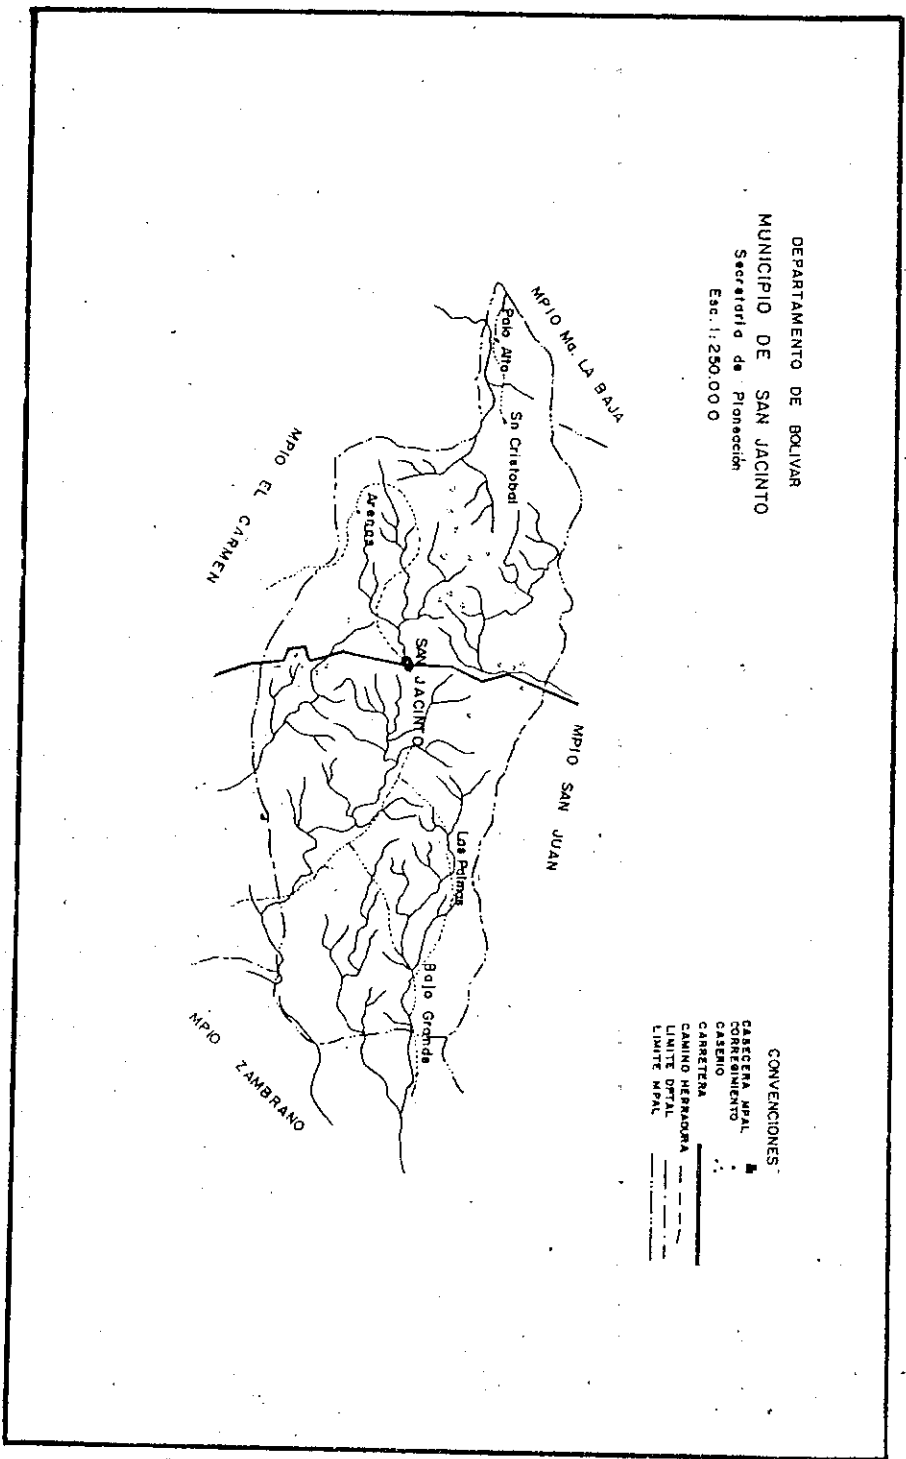 DEPARTAMENTO DE BOLIVAR
MUNICIPIO DE SAN JACINTO
Secretaría de Planeación
Esc. 1:250.000
MPIO Ma. LA BAJA
Palo Alto
Sn Cristobal
MPIO EL CARMEN
Arenas
SAN JACINTO
MPIO SAN JUAN
Las Palmas
Bajo Grande
MPIO ZAMBRANO
CONVENCIONES
CABECERA MPAL
CORREGIMIENTO
CASERIO
CARRETERA
CAMINO HERRADURA
LIMITE DPTAL
LIMITE MPAL